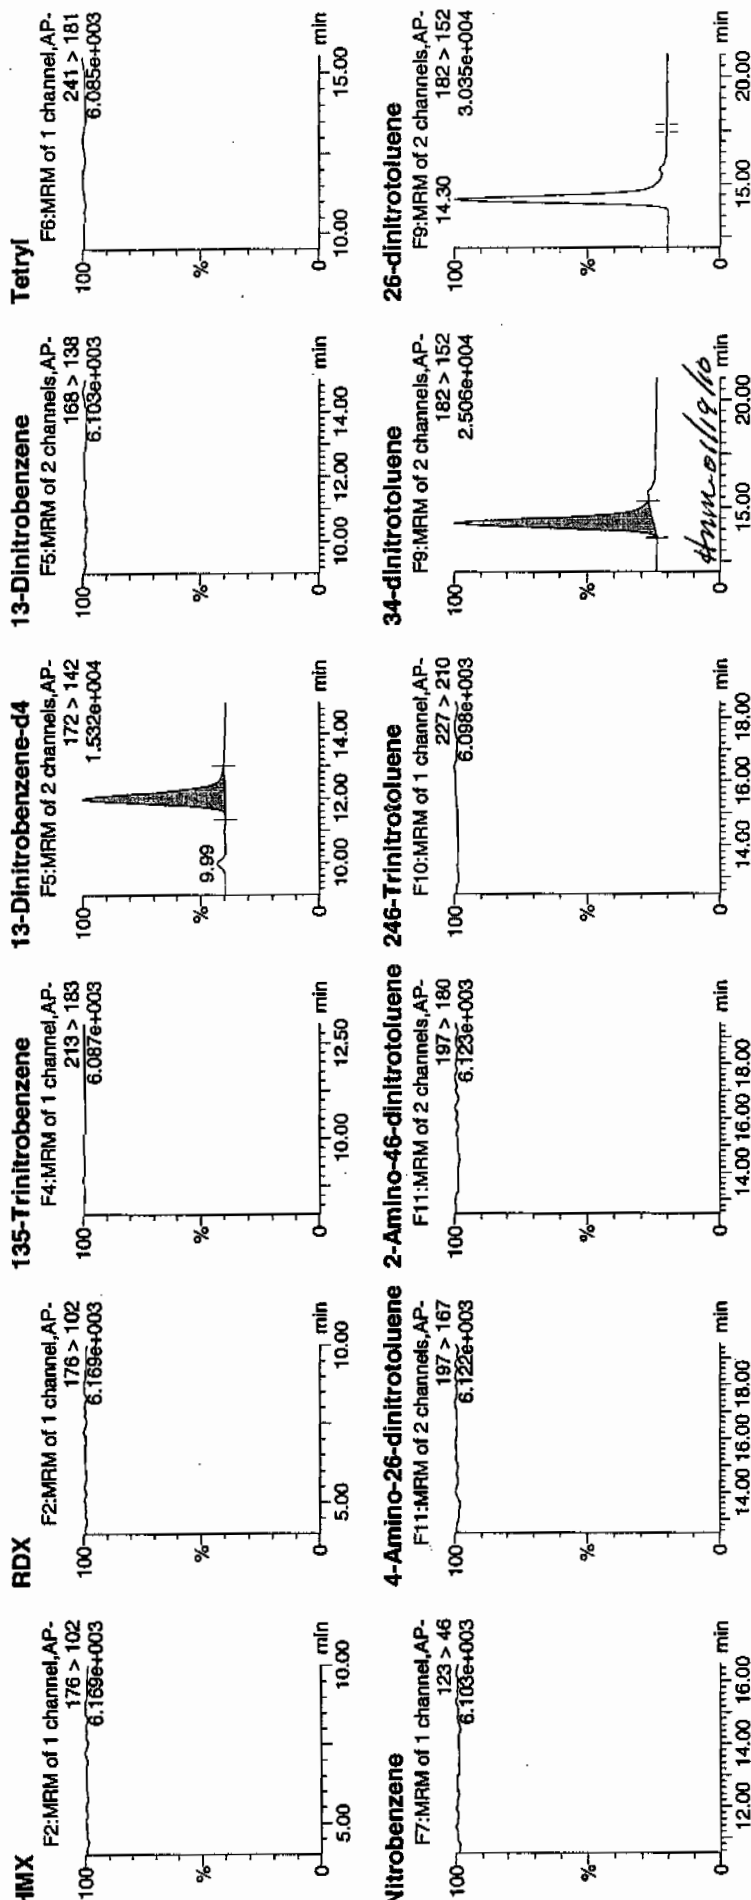 HMX
F2:MRM of 1 channel,AP-
176 > 102
6.169e+003
100
%
0
5.00
10.00
min
RDX
F2:MRM of 1 channel,AP-
176 > 102
6.169e+003
100
%
0
5.00
10.00
min
135-Trinitrobenzene
F4:MRM of 1 channel,AP-
213 > 183
6.087e+003
100
%
0
10.00
12.50
min
13-Dinitrobenzene-d4
F5:MRM of 2 channels,AP-
172 > 142
1.532e+004
100
9.99
%
0
10.00
12.00
14.00
min
13-Dinitrobenzene
F5:MRM of 2 channels,AP-
168 > 138
6.103e+003
100
%
0
10.00
12.00
14.00
min
Tetryl
F6:MRM of 1 channel,AP-
241 > 181
6.085e+003
100
%
0
10.00
15.00
min
Nitrobenzene
F7:MRM of 1 channel,AP-
123 > 46
6.103e+003
100
%
0
12.00
14.00
16.00
min
4-Amino-26-dinitrotoluene
F11:MRM of 2 channels,AP-
197 > 167
6.122e+003
100
%
0
14.00
16.00
18.00
min
2-Amino-46-dinitrotoluene
F11:MRM of 2 channels,AP-
197 > 180
6.123e+003
100
%
0
14.00
16.00
18.00
min
246-Trinitrotoluene
F10:MRM of 1 channel,AP-
227 > 210
6.098e+003
100
%
0
14.00
16.00
18.00
min
34-dinitrotoluene
F9:MRM of 2 channels,AP-
182 > 152
2.506e+004
100
%
0
15.00
20.00
min
01/19/10
26-dinitrotoluene
F9:MRM of 2 channels,AP-
14.30
182 > 152
3.035e+004
100
%
0
15.00
20.00
min